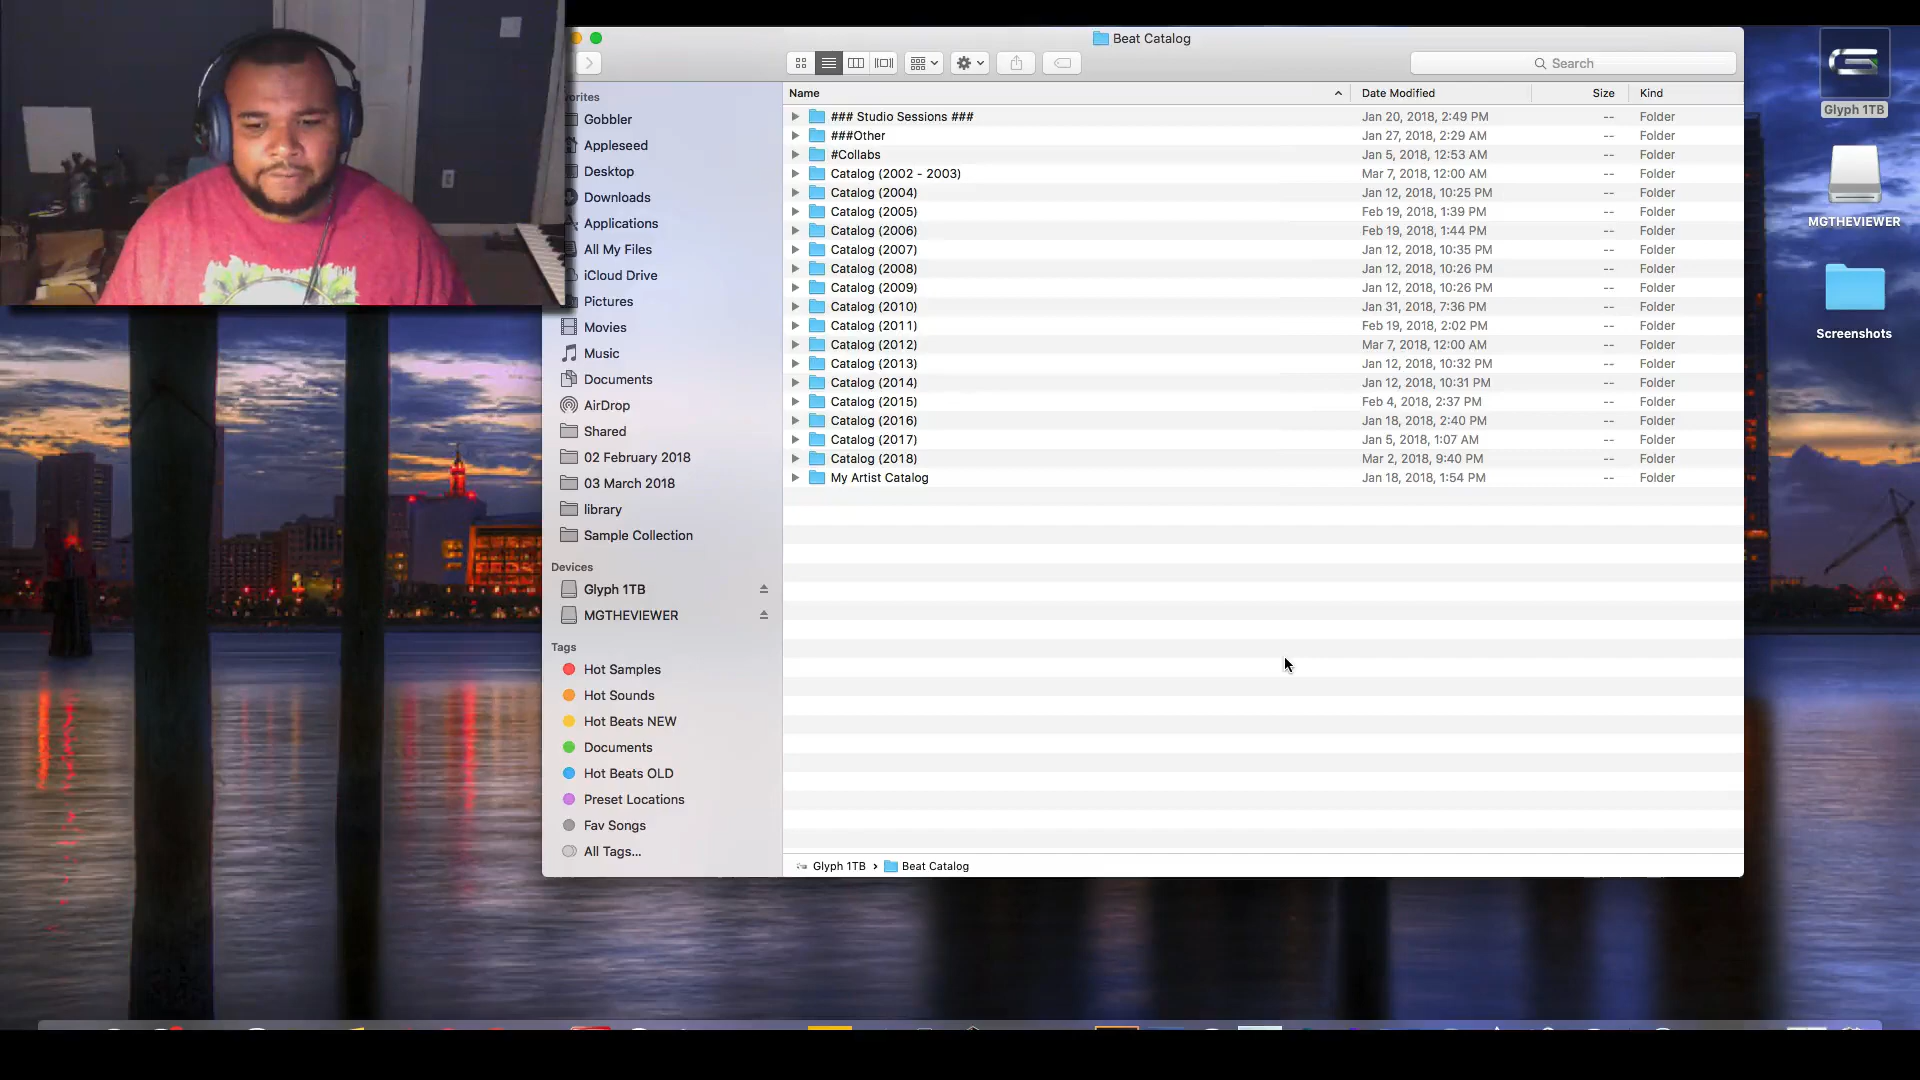 Beat Catalog
Search
vorites
Gobbler
Appleseed
Desktop
Downloads
Applications
All My Files
iCloud Drive
Pictures
Movies
Music
Documents
AirDrop
Shared
02 February 2018
03 March 2018
library
Sample Collection
Devices
Glyph 1TB
MGTHEVIEWER
Tags
Hot Samples
Hot Sounds
Hot Beats NEW
Documents
Hot Beats OLD
Preset Locations
Fav Songs
All Tags...
Name Date Modified Size Kind
### Studio Sessions ### Jan 20, 2018, 2:49 PM -- Folder
###Other Jan 27, 2018, 2:29 AM -- Folder
#Collabs Jan 5, 2018, 12:53 AM -- Folder
Catalog (2002 - 2003) Mar 7, 2018, 12:00 AM -- Folder
Catalog (2004) Jan 12, 2018, 10:25 PM -- Folder
Catalog (2005) Feb 19, 2018, 1:39 PM -- Folder
Catalog (2006) Feb 19, 2018, 1:44 PM -- Folder
Catalog (2007) Jan 12, 2018, 10:35 PM -- Folder
Catalog (2008) Jan 12, 2018, 10:26 PM -- Folder
Catalog (2009) Jan 12, 2018, 10:26 PM -- Folder
Catalog (2010) Jan 31, 2018, 7:36 PM -- Folder
Catalog (2011) Feb 19, 2018, 2:02 PM -- Folder
Catalog (2012) Mar 7, 2018, 12:00 AM -- Folder
Catalog (2013) Jan 12, 2018, 10:32 PM -- Folder
Catalog (2014) Jan 12, 2018, 10:31 PM -- Folder
Catalog (2015) Feb 4, 2018, 2:37 PM -- Folder
Catalog (2016) Jan 18, 2018, 2:40 PM -- Folder
Catalog (2017) Jan 5, 2018, 1:07 AM -- Folder
Catalog (2018) Mar 2, 2018, 9:40 PM -- Folder
My Artist Catalog Jan 18, 2018, 1:54 PM -- Folder
Glyph 1TB › Beat Catalog
Glyph 1TB
MGTHEVIEWER
Screenshots